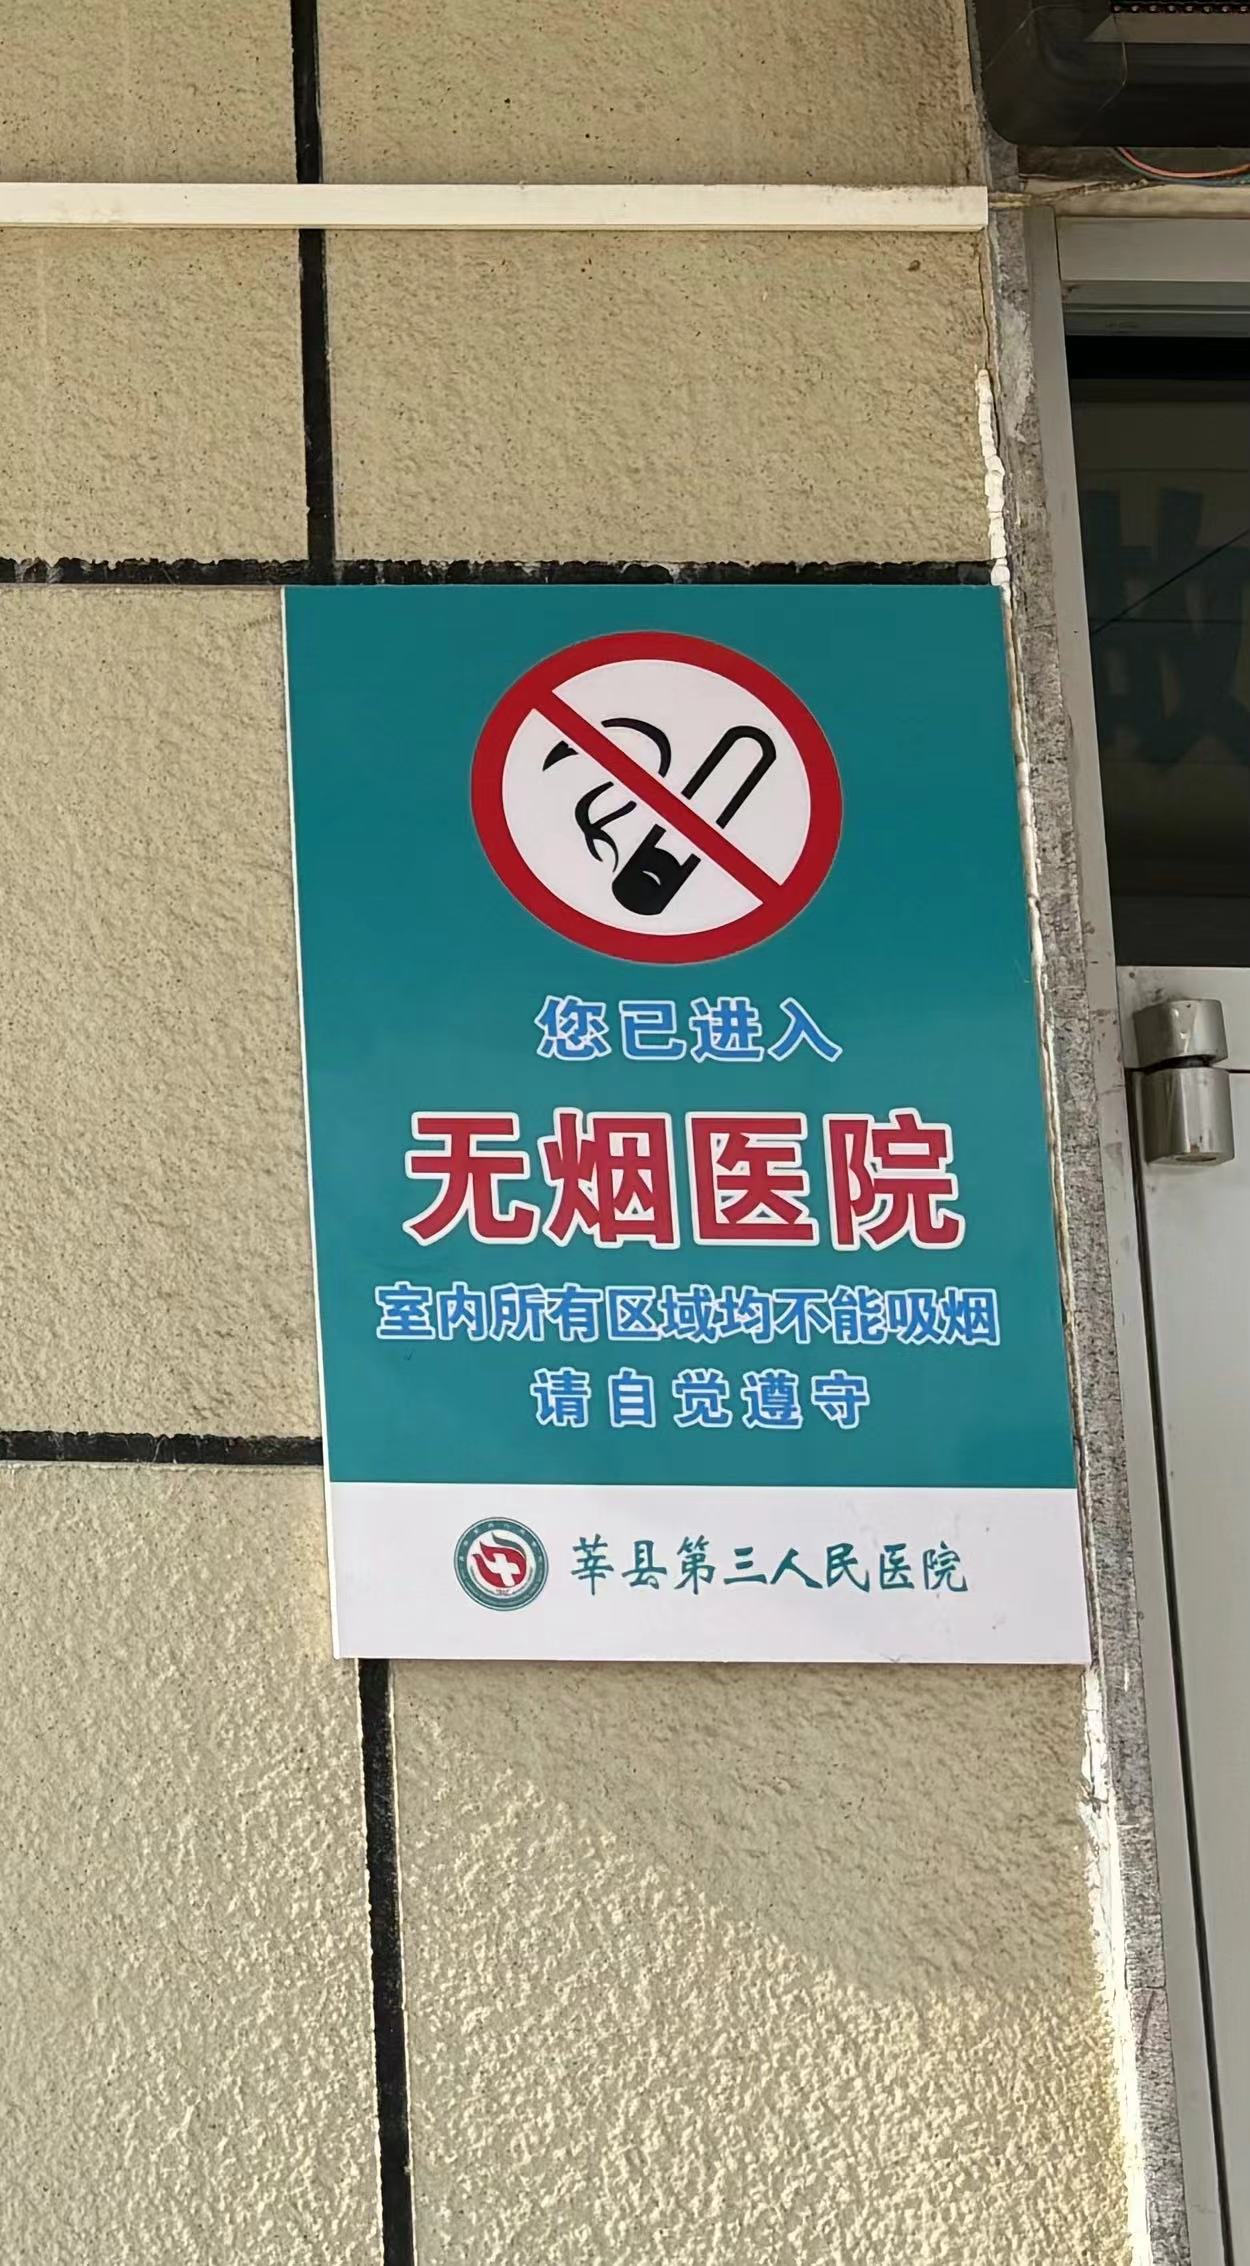 您已进入
无烟医院
室内所有区域均不能吸烟
请自觉遵守
莘县第三人民医院